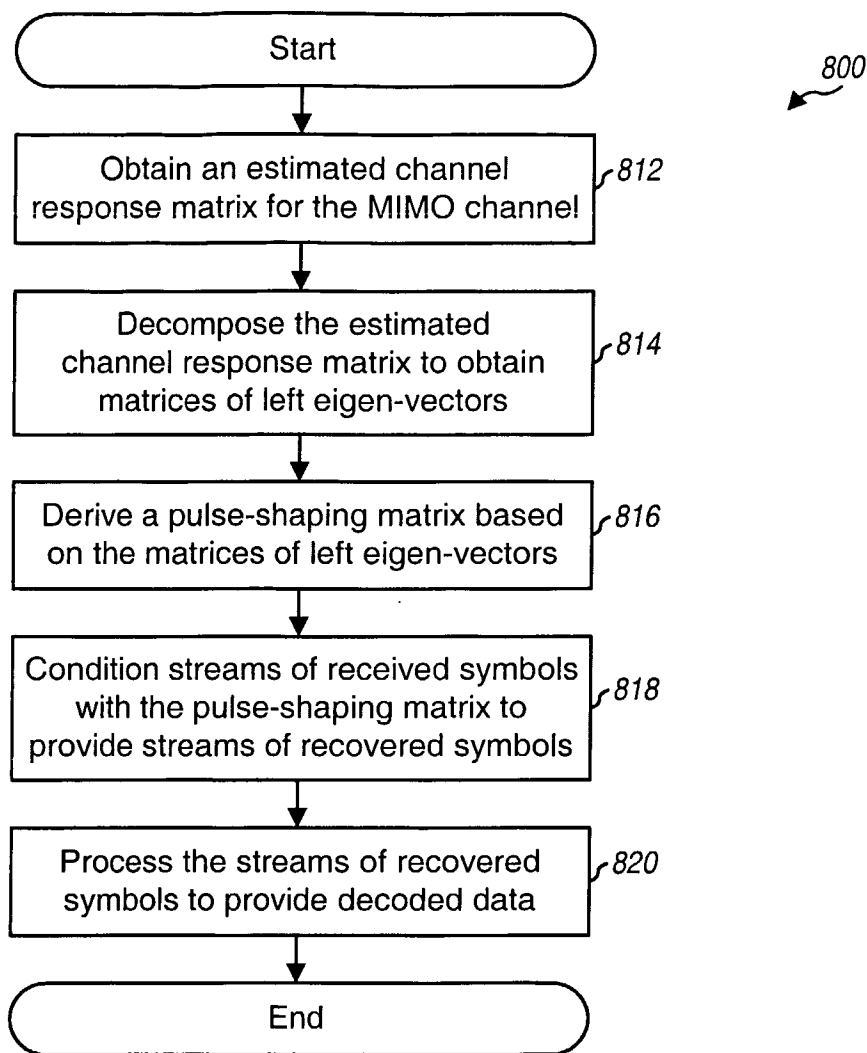 Start
800
Obtain an estimated channel
response matrix for the MIMO channel
812
Decompose the estimated
channel response matrix to obtain
matrices of left eigen-vectors
814
Derive a pulse-shaping matrix based
on the matrices of left eigen-vectors
816
Condition streams of received symbols
with the pulse-shaping matrix to
provide streams of recovered symbols
818
Process the streams of recovered
symbols to provide decoded data
820
End